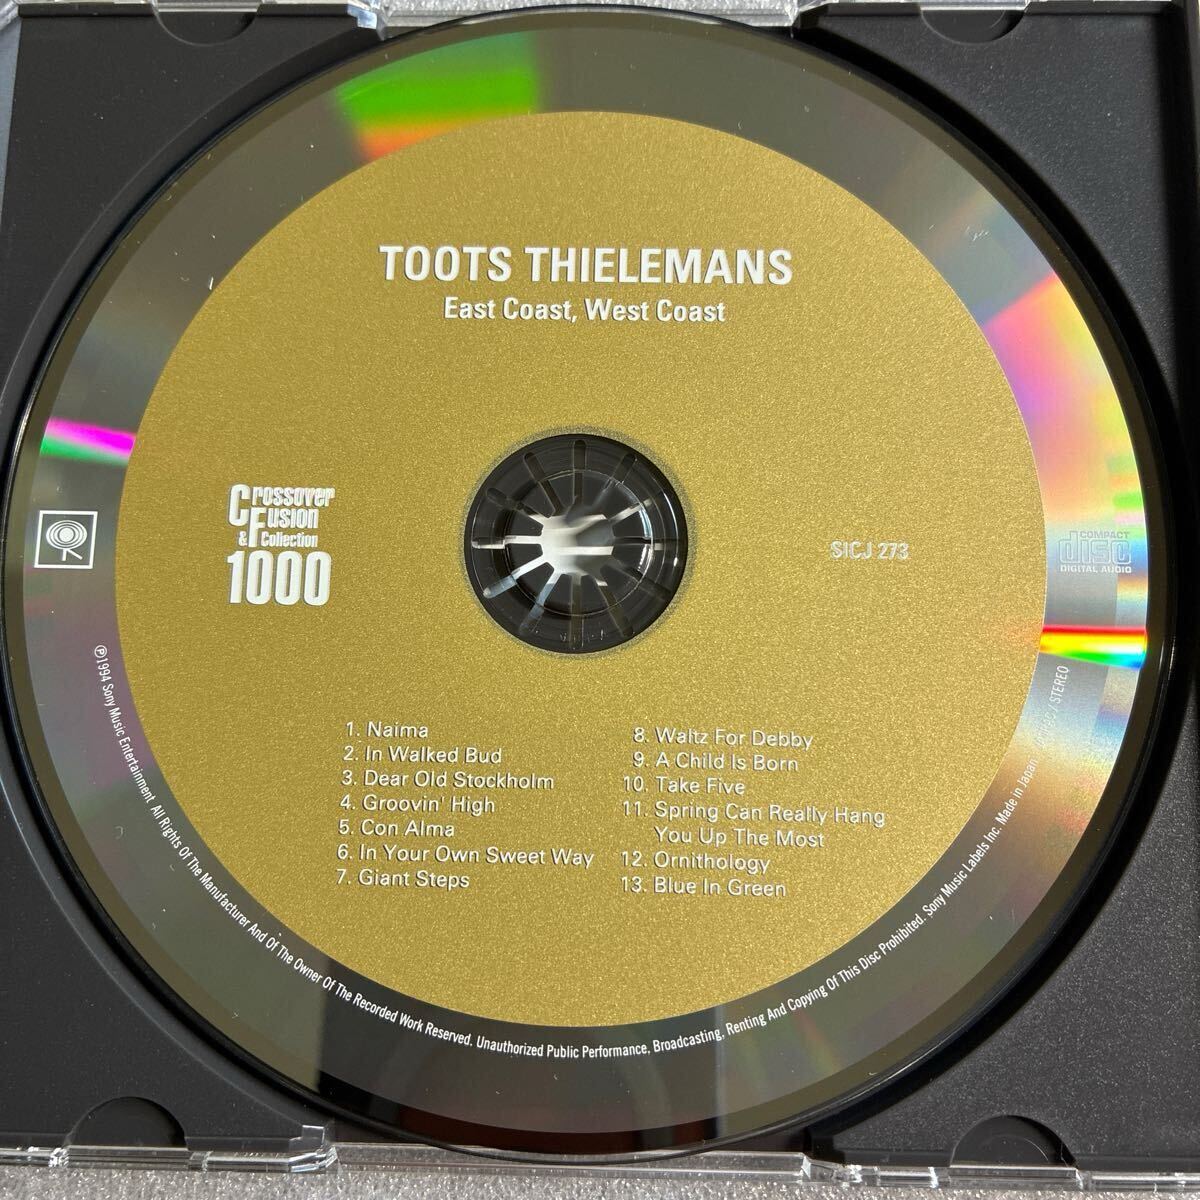 TOOTS THIELEMANS
East Coast, West Coast
Crossover
& Fusion
Collection
1000
SICJ 273
COMPACT
disc
DIGITAL AUDIO
1. Naima
2. In Walked Bud
3. Dear Old Stockholm
4. Groovin' High
5. Con Alma
6. In Your Own Sweet Way
7. Giant Steps
8. Waltz For Debby
9. A Child Is Born
10. Take Five
11. Spring Can Really Hang
You Up The Most
12. Ornithology
13. Blue In Green
℗1994 Sony Music Entertainment All Rights Of The Manufacturer And Of The Owner Of The Recorded Work Reserved. Unauthorized Public Performance, Broadcasting, Renting And Copying Of This Disc Prohibited. Sony Music Labels Inc. Made in Japan / STEREO